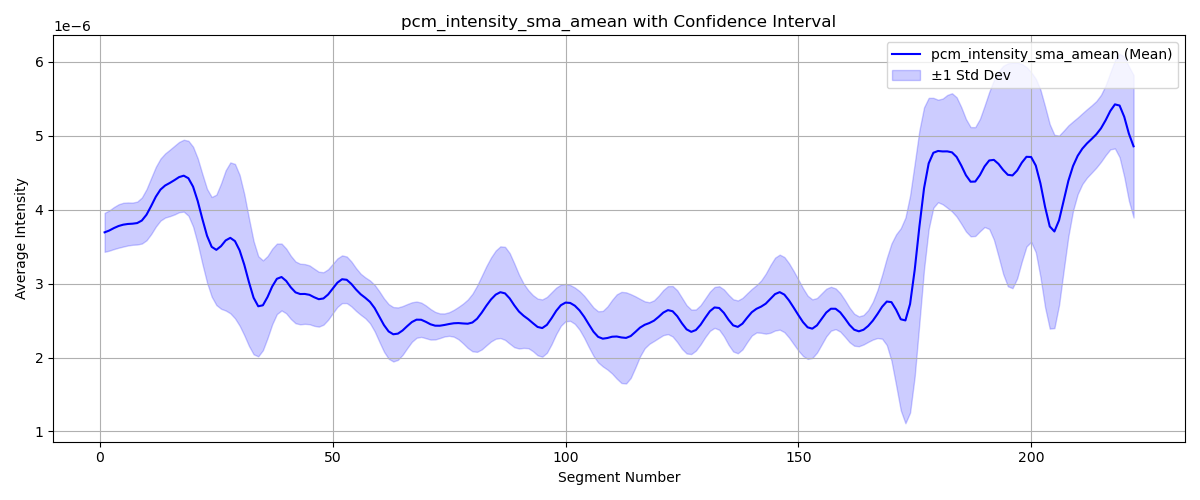 pcm_intensity_sma_amean with Confidence Interval
1e−6
pcm_intensity_sma_amean (Mean)
±1 Std Dev
6
5
4
3
2
1
Average Intensity
0 50 100 150 200
Segment Number